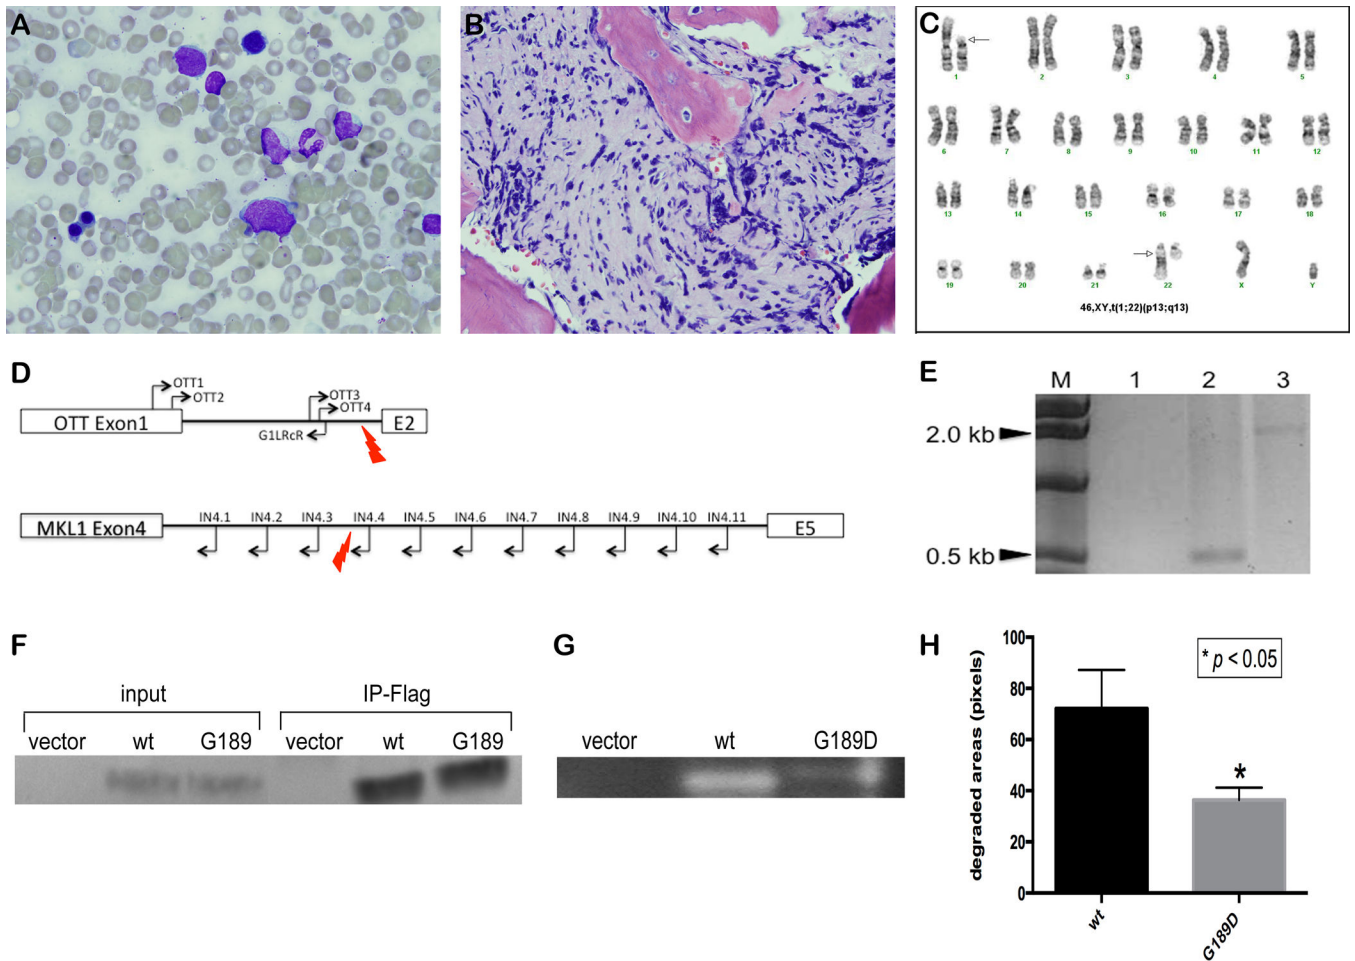 A
B
C
1
2
3
4
5
6
7
8
9
10
11
12
13
14
15
16
17
18
19
20
21
22
X
Y
46,XY,t(1;22)(p13;q13)
D
OTT1
OTT2
OTT3
OTT4
OTT Exon1
E2
G1LRcR
IN4.1 IN4.2 IN4.3 IN4.4 IN4.5 IN4.6 IN4.7 IN4.8 IN4.9 IN4.10 IN4.11
MKL1 Exon4
E5
E
M 1 2 3
2.0 kb
0.5 kb
F
input
IP-Flag
vector wt G189 vector wt G189
G
vector wt G189D
H
* p < 0.05
degraded areas (pixels)
100
80
60
40
20
0
*
wt
G189D